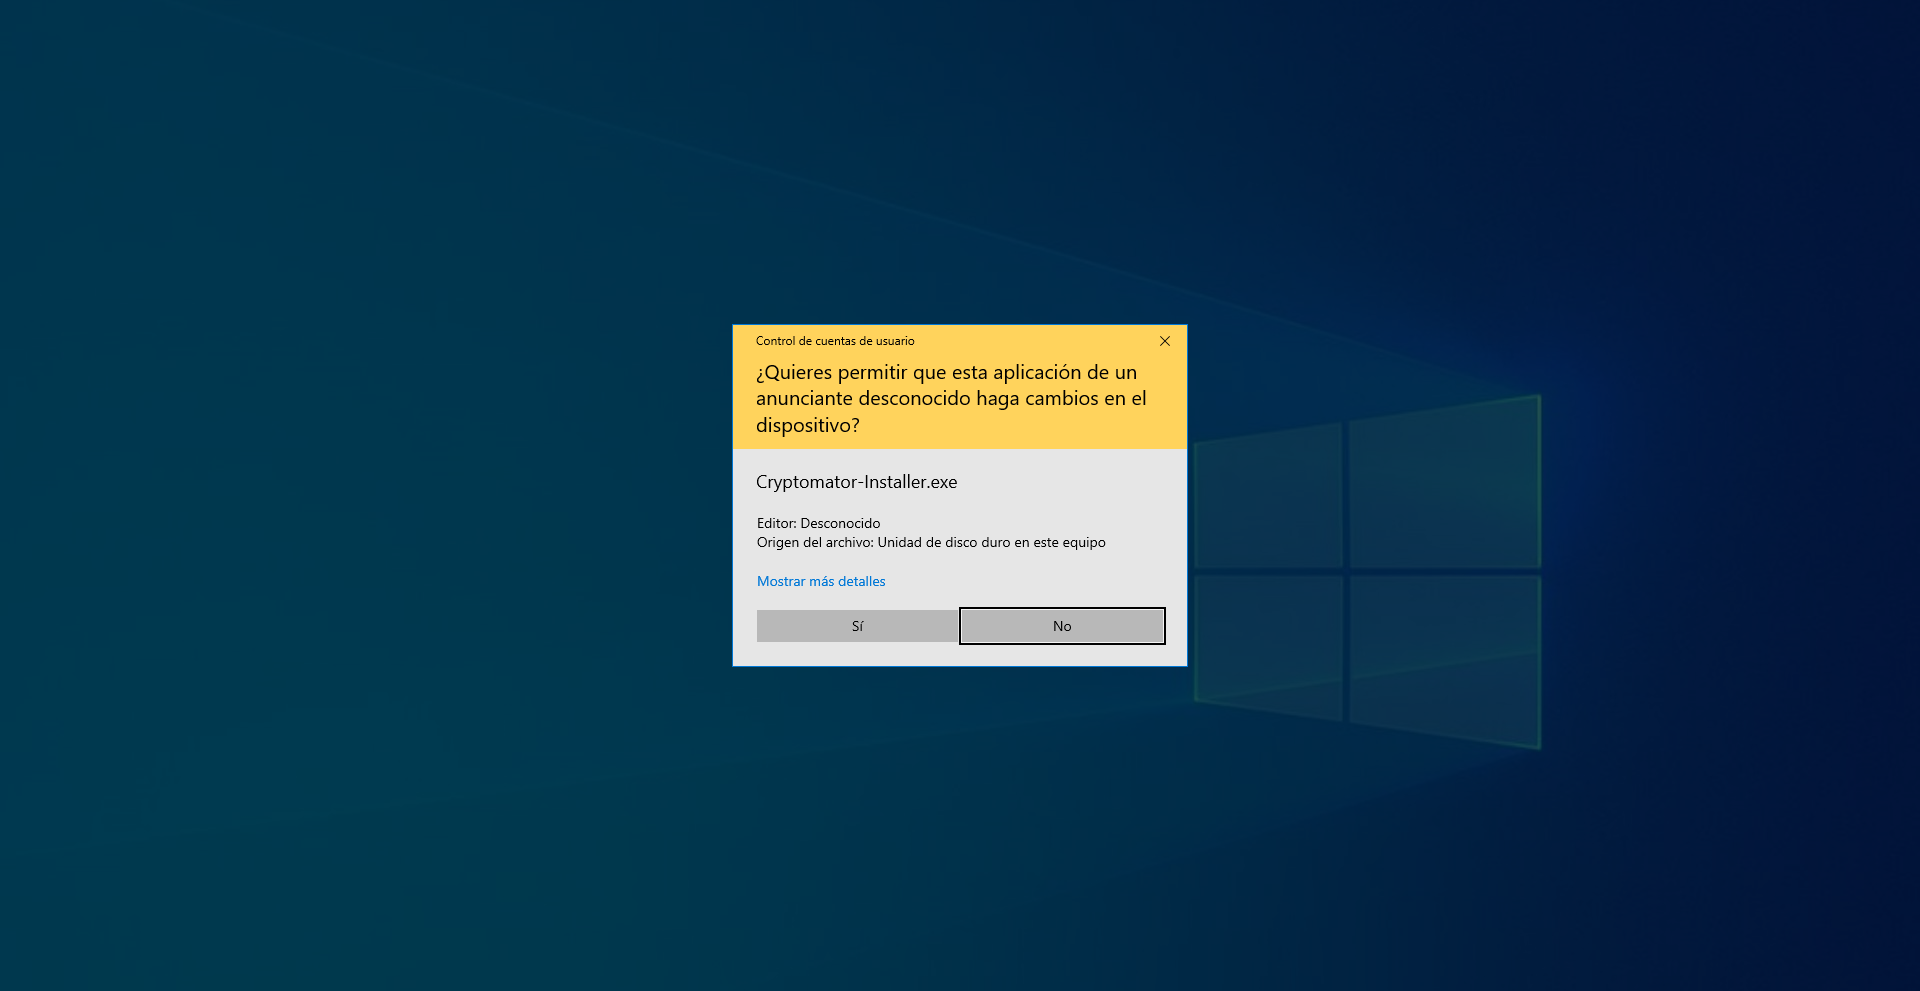 Control de cuentas de usuario
¿Quieres permitir que esta aplicación de un
anunciante desconocido haga cambios en el
dispositivo?
Cryptomator-Installer.exe
Editor: Desconocido
Origen del archivo: Unidad de disco duro en este equipo
Mostrar más detalles
Sí
No